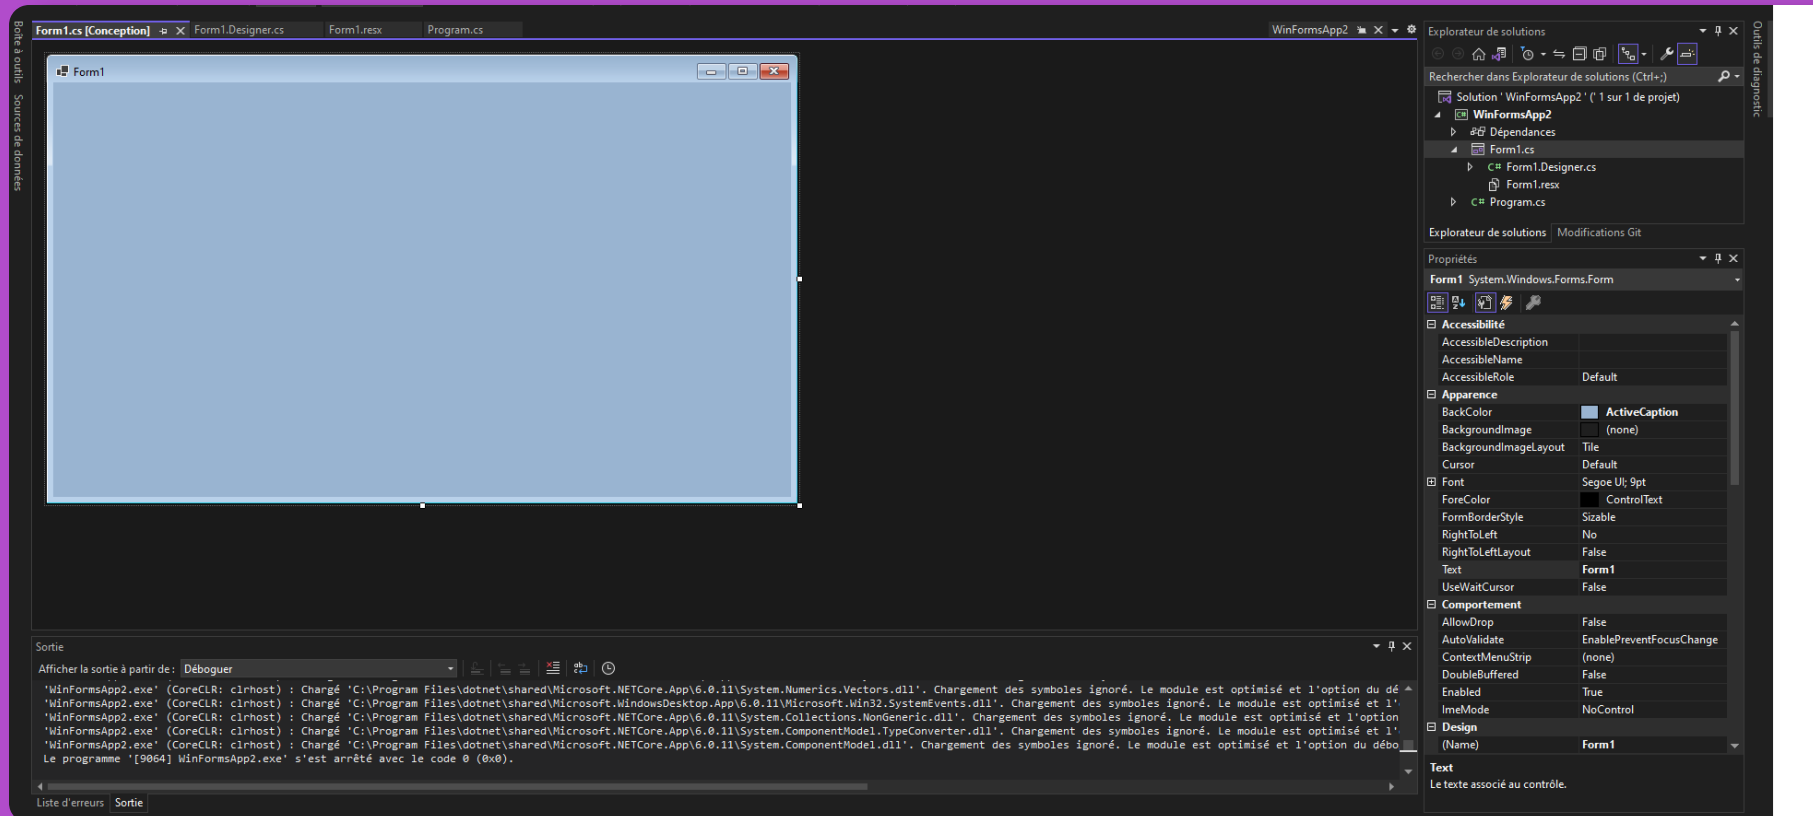 Boîte à outils
Sources de données
Form1.cs [Conception]
Form1.Designer.cs
Form1.resx
Program.cs
WinFormsApp2
Form1
Explorateur de solutions
Rechercher dans Explorateur de solutions (Ctrl+;)
Solution ' WinFormsApp2 ' (' 1 sur 1 de projet)
WinFormsApp2
Dépendances
Form1.cs
C# Form1.Designer.cs
Form1.resx
C# Program.cs
Explorateur de solutions
Modifications Git
Outils de diagnostic
Propriétés
Form1 System.Windows.Forms.Form
Accessibilité
AccessibleDescription
AccessibleName
AccessibleRole Default
Apparence
BackColor ActiveCaption
BackgroundImage (none)
BackgroundImageLayout Tile
Cursor Default
Font Segoe UI; 9pt
ForeColor ControlText
FormBorderStyle Sizable
RightToLeft No
RightToLeftLayout False
Text Form1
UseWaitCursor False
Comportement
AllowDrop False
AutoValidate EnablePreventFocusChange
ContextMenuStrip (none)
DoubleBuffered False
Enabled True
ImeMode NoControl
Design
(Name) Form1
Text
Le texte associé au contrôle.
Sortie
Afficher la sortie à partir de : Déboguer
'WinFormsApp2.exe' (CoreCLR: clrhost) : Chargé 'C:\Program Files\dotnet\shared\Microsoft.NETCore.App\6.0.11\System.Numerics.Vectors.dll'. Chargement des symboles ignoré. Le module est optimisé et l'option du dé
'WinFormsApp2.exe' (CoreCLR: clrhost) : Chargé 'C:\Program Files\dotnet\shared\Microsoft.WindowsDesktop.App\6.0.11\Microsoft.Win32.SystemEvents.dll'. Chargement des symboles ignoré. Le module est optimisé et l'
'WinFormsApp2.exe' (CoreCLR: clrhost) : Chargé 'C:\Program Files\dotnet\shared\Microsoft.NETCore.App\6.0.11\System.Collections.NonGeneric.dll'. Chargement des symboles ignoré. Le module est optimisé et l'option
'WinFormsApp2.exe' (CoreCLR: clrhost) : Chargé 'C:\Program Files\dotnet\shared\Microsoft.NETCore.App\6.0.11\System.ComponentModel.TypeConverter.dll'. Chargement des symboles ignoré. Le module est optimisé et l'
'WinFormsApp2.exe' (CoreCLR: clrhost) : Chargé 'C:\Program Files\dotnet\shared\Microsoft.NETCore.App\6.0.11\System.ComponentModel.dll'. Chargement des symboles ignoré. Le module est optimisé et l'option du débo
Le programme '[9064] WinFormsApp2.exe' s'est arrêté avec le code 0 (0x0).
Liste d'erreurs
Sortie